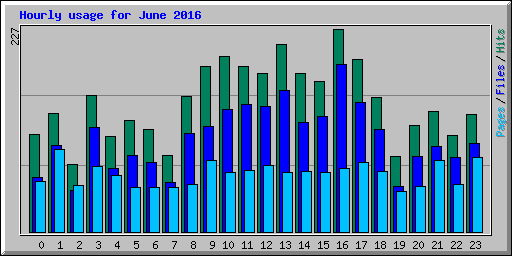 Hourly usage for June 2016
227
Pages / Files / Hits
0 1 2 3 4 5 6 7 8 9 10 11 12 13 14 15 16 17 18 19 20 21 22 23